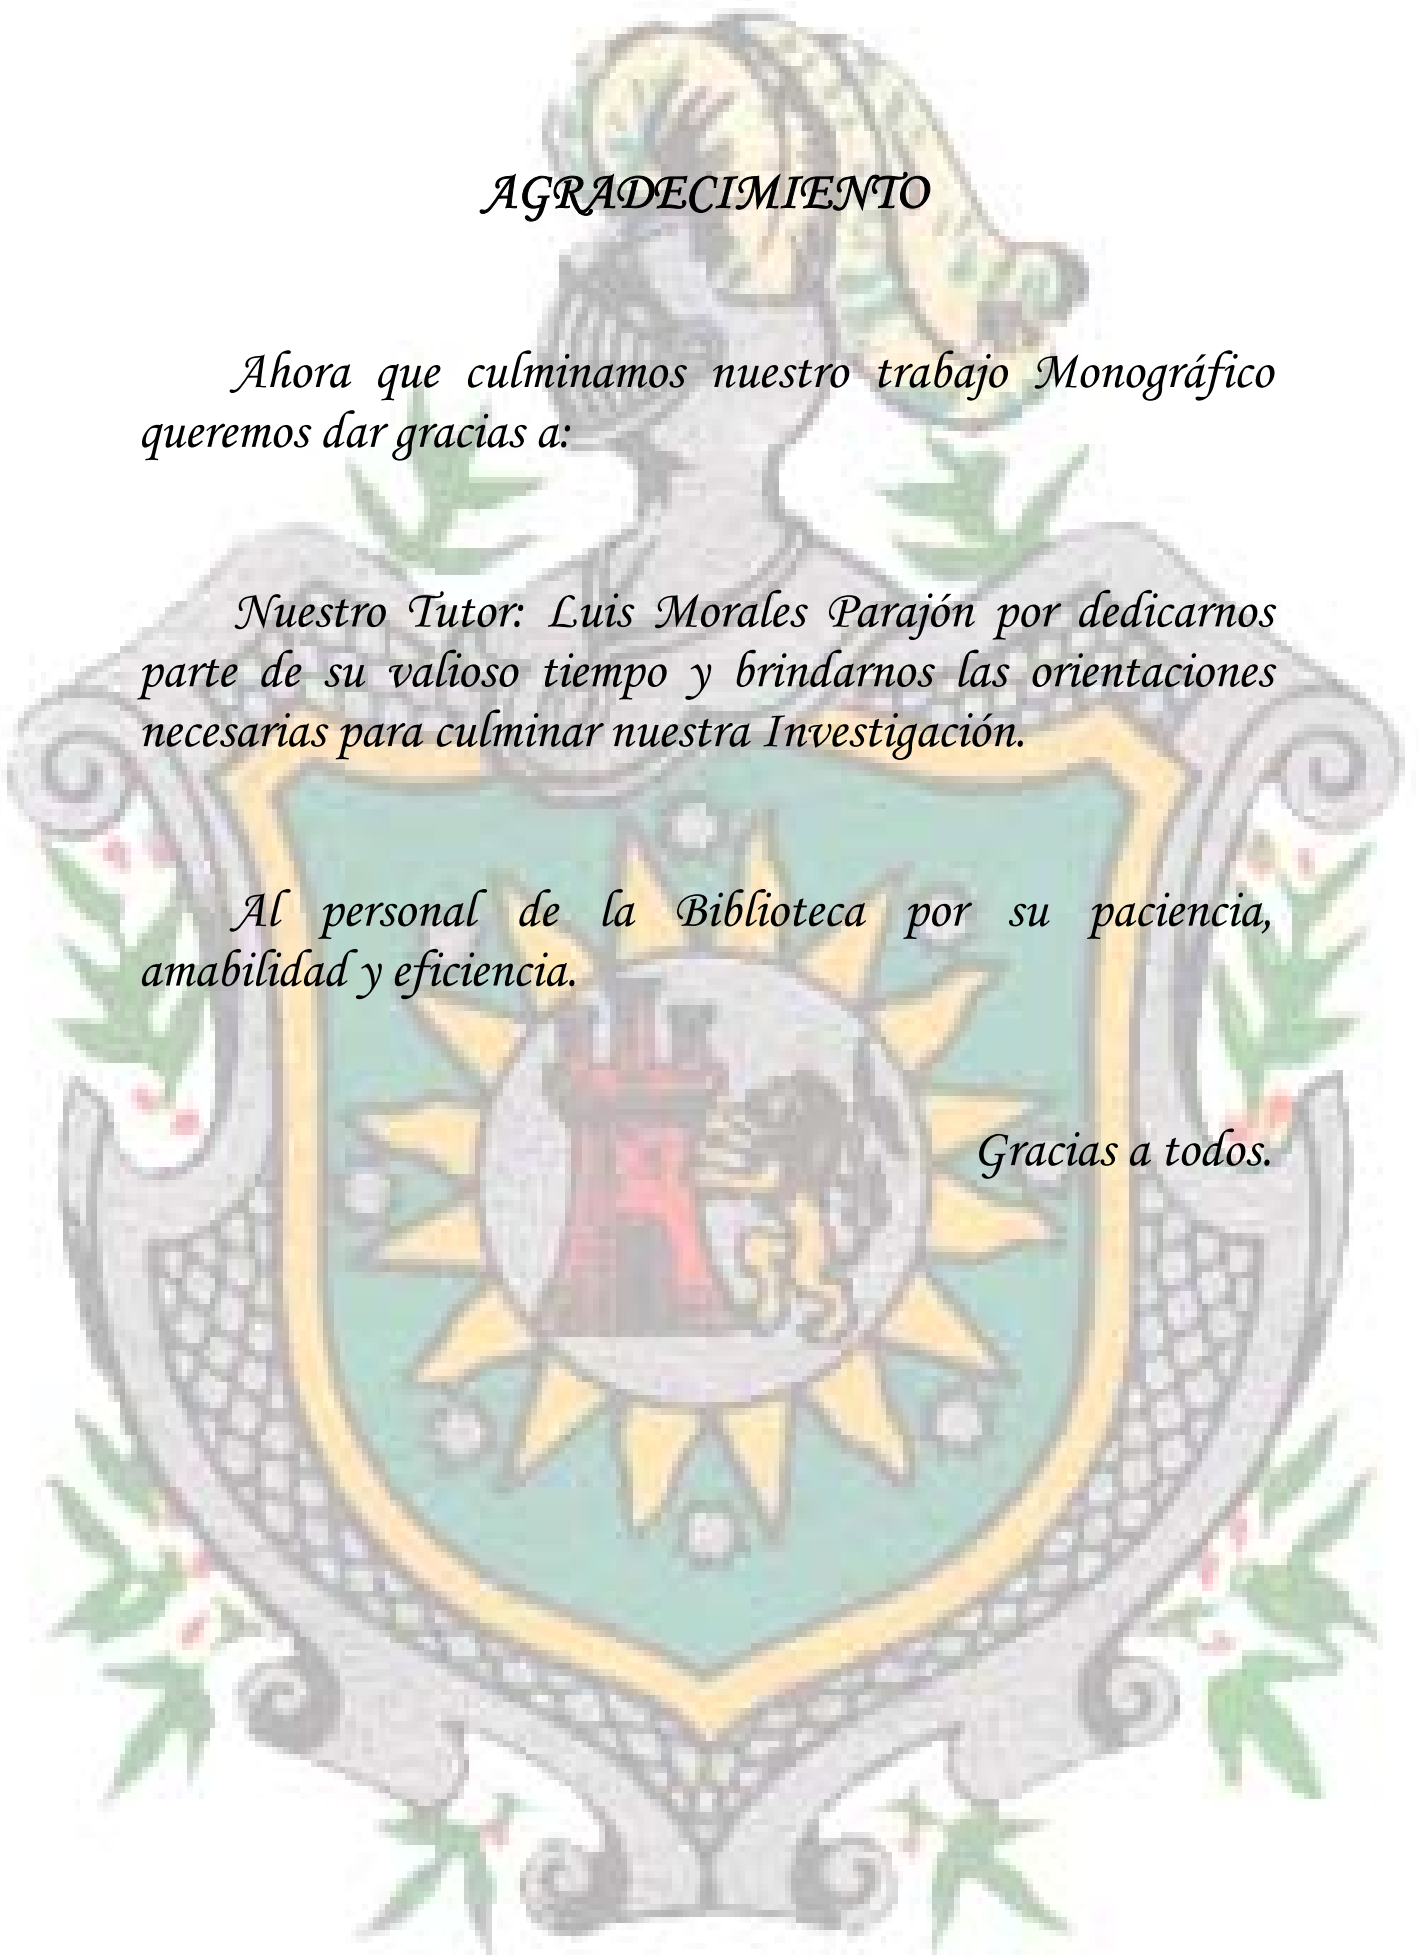 AGRADECIMIENTO
Ahora que culminamos nuestro trabajo Monográfico
queremos dar gracias a:
Nuestro Tutor: Luis Morales Parajón por dedicarnos
parte de su valioso tiempo y brindarnos las orientaciones
necesarias para culminar nuestra Investigación.
Al personal de la Biblioteca por su paciencia,
amabilidad y eficiencia.
Gracias a todos.